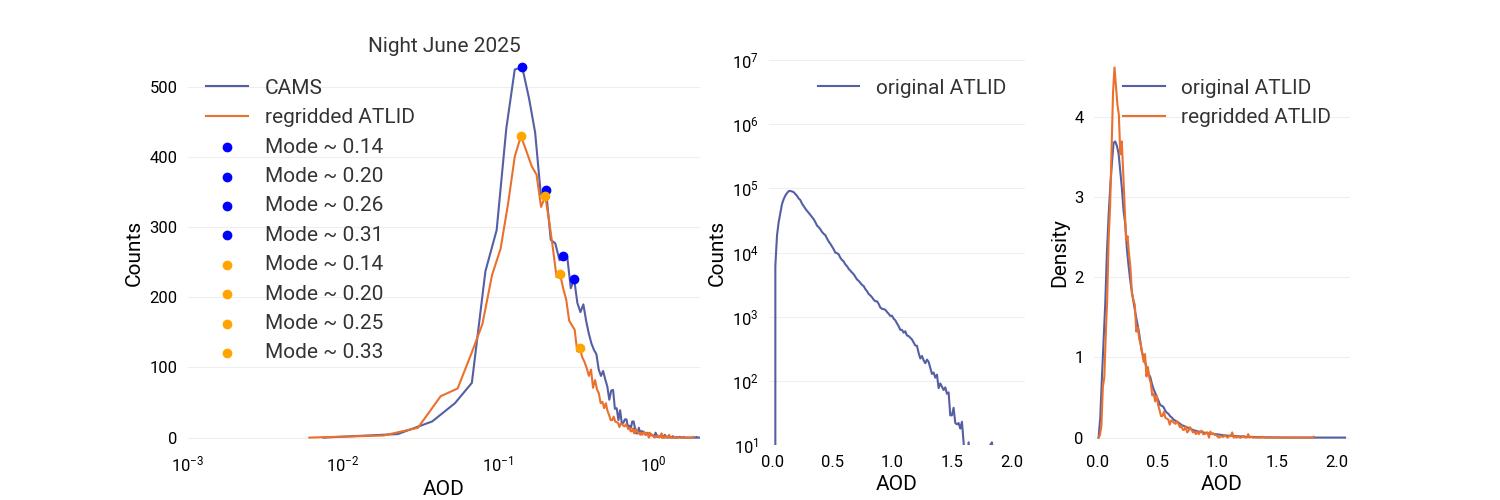 Night June 2025
Counts
500
400
300
200
100
0
10⁻³
10⁻²
10⁻¹
10⁰
AOD
CAMS
regridded ATLID
Mode ~ 0.14
Mode ~ 0.20
Mode ~ 0.26
Mode ~ 0.31
Mode ~ 0.14
Mode ~ 0.20
Mode ~ 0.25
Mode ~ 0.33
Counts
10⁷
10⁶
10⁵
10⁴
10³
10²
10¹
0.0
0.5
1.0
1.5
2.0
AOD
original ATLID
Density
4
3
2
1
0
0.0
0.5
1.0
1.5
2.0
AOD
original ATLID
regridded ATLID